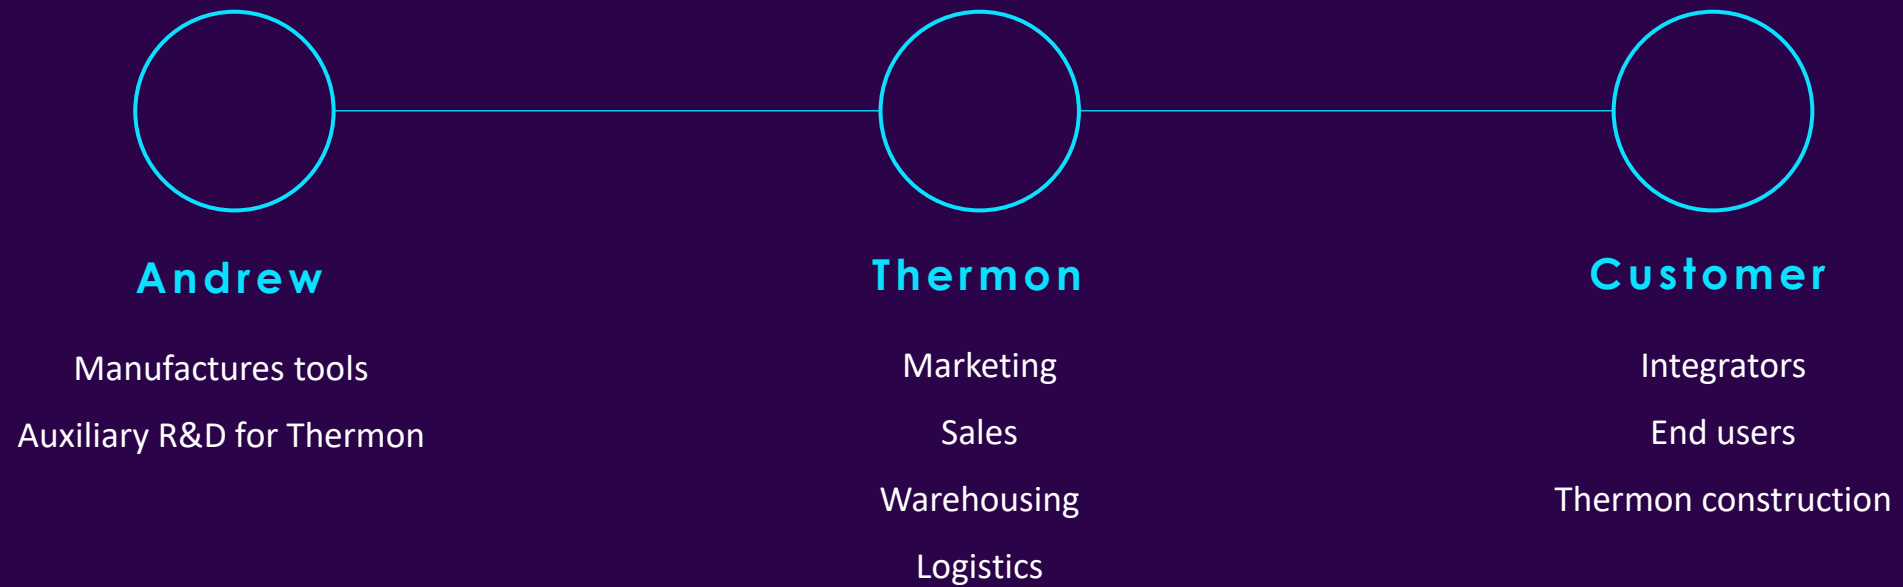 Andrew
Manufactures tools
Auxiliary R&D for Thermon
Thermon
Marketing
Sales
Warehousing
Logistics
Customer
Integrators
End users
Thermon construction